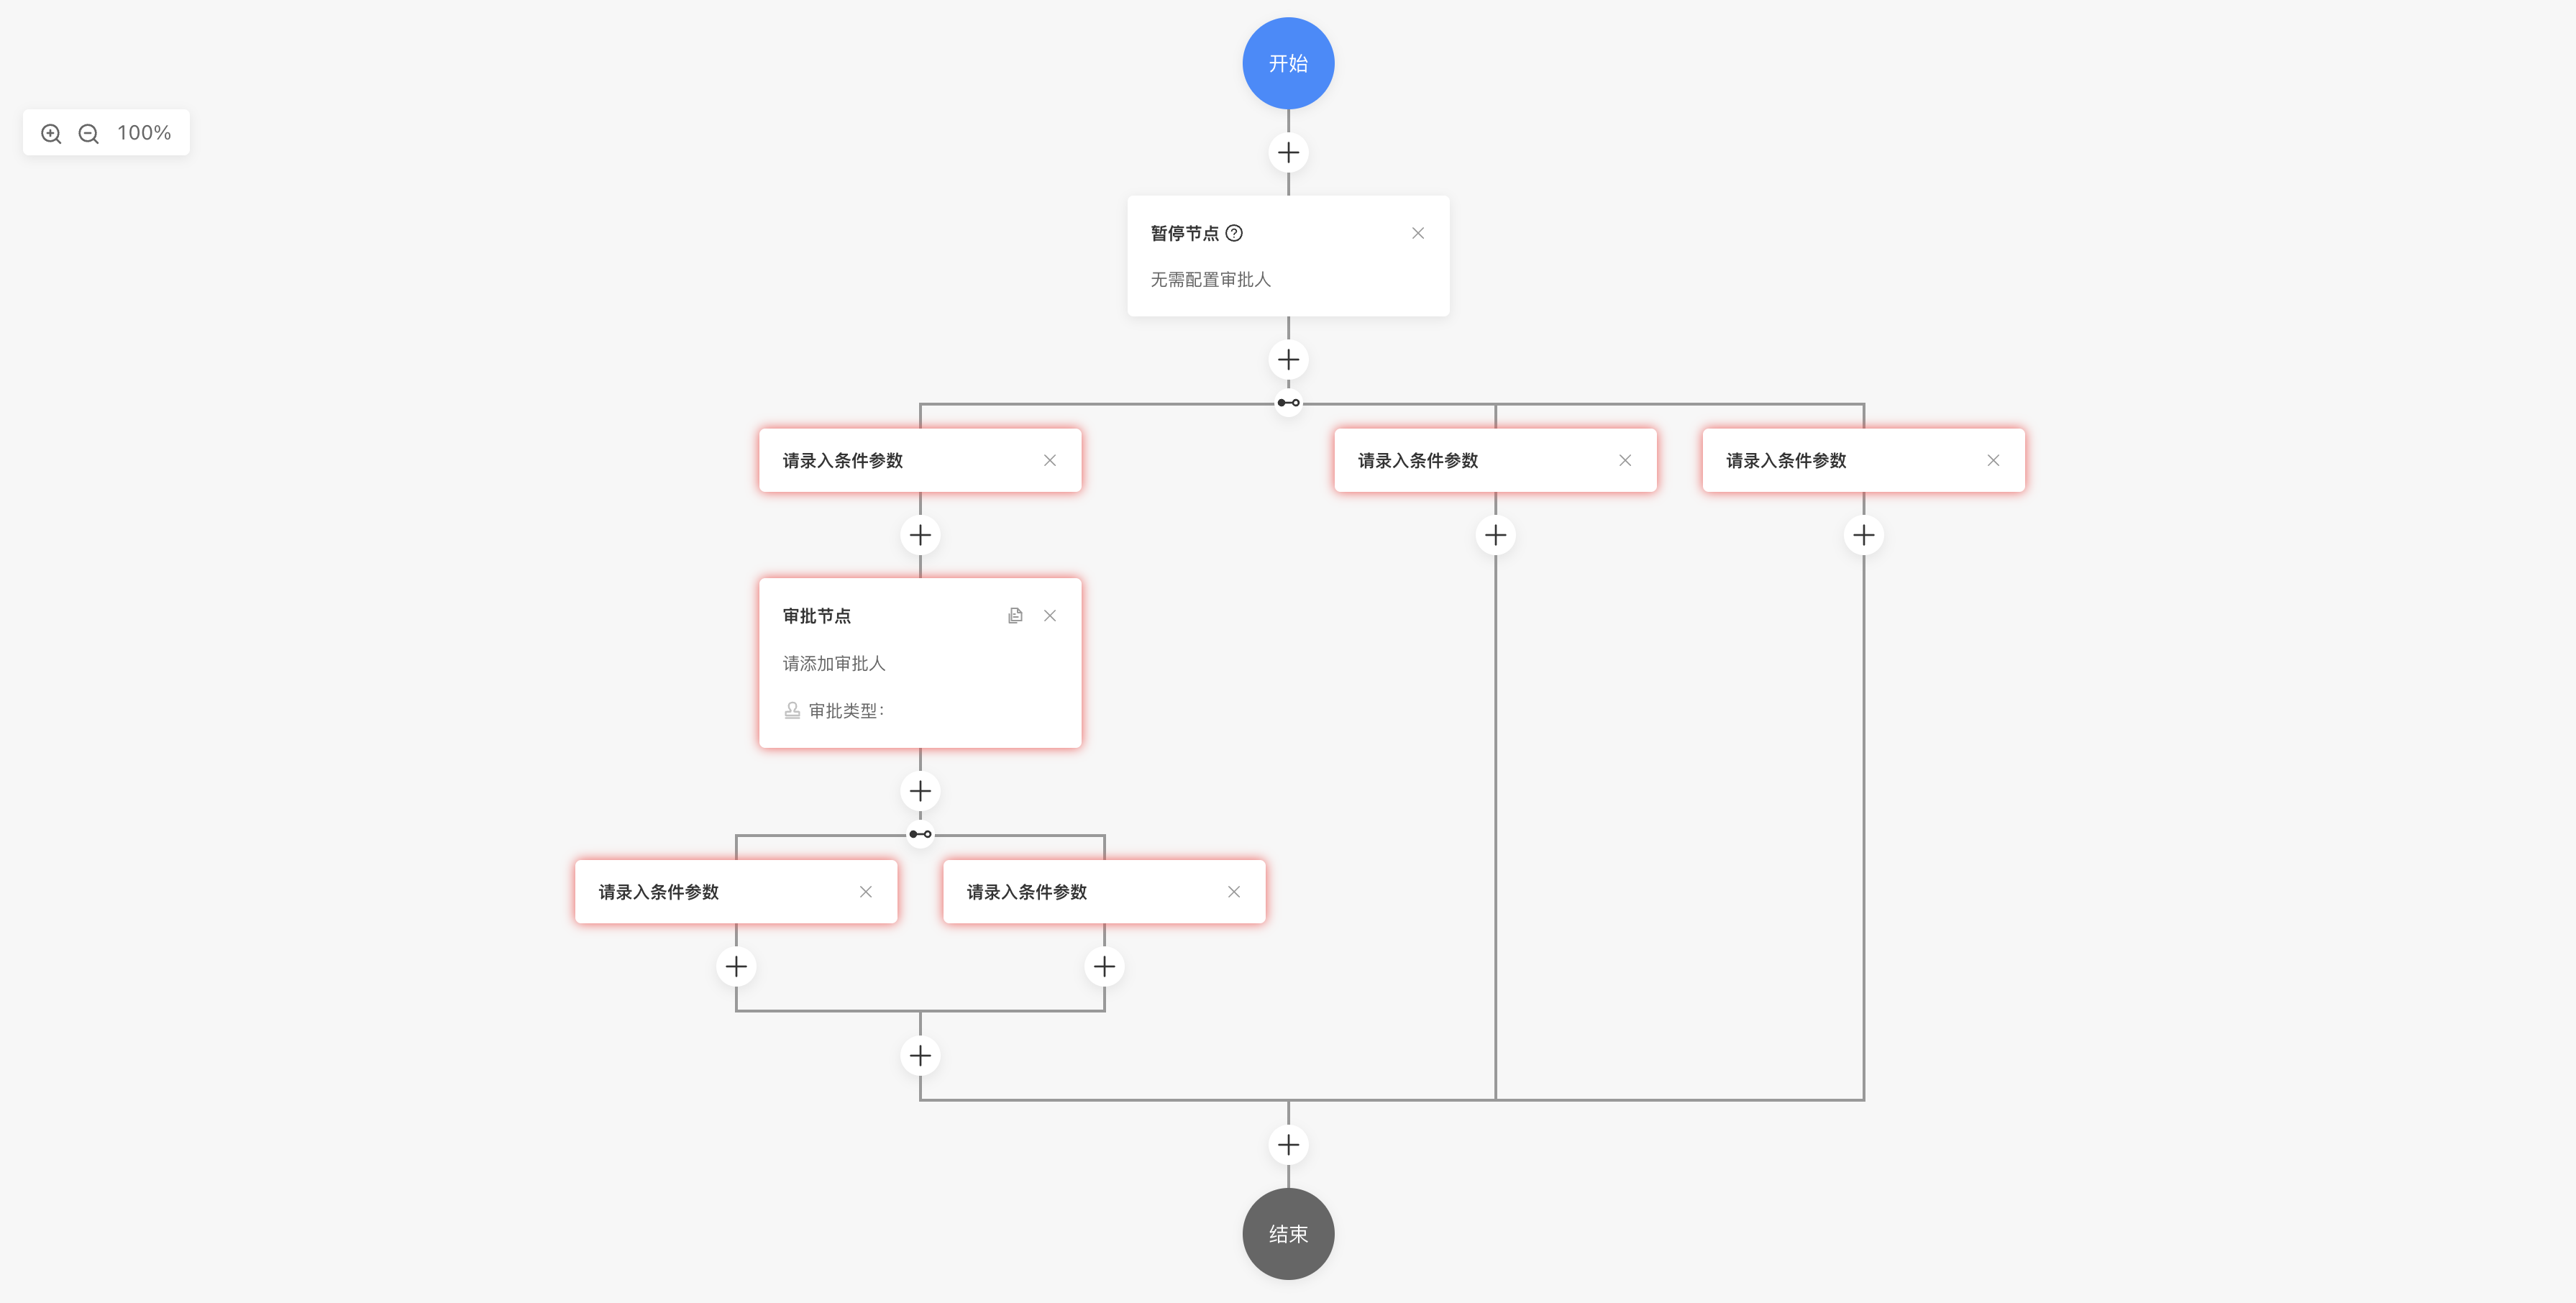 开始
100%
暂停节点
无需配置审批人
请录入条件参数
请录入条件参数
请录入条件参数
审批节点
请添加审批人
审批类型:
请录入条件参数
请录入条件参数
结束